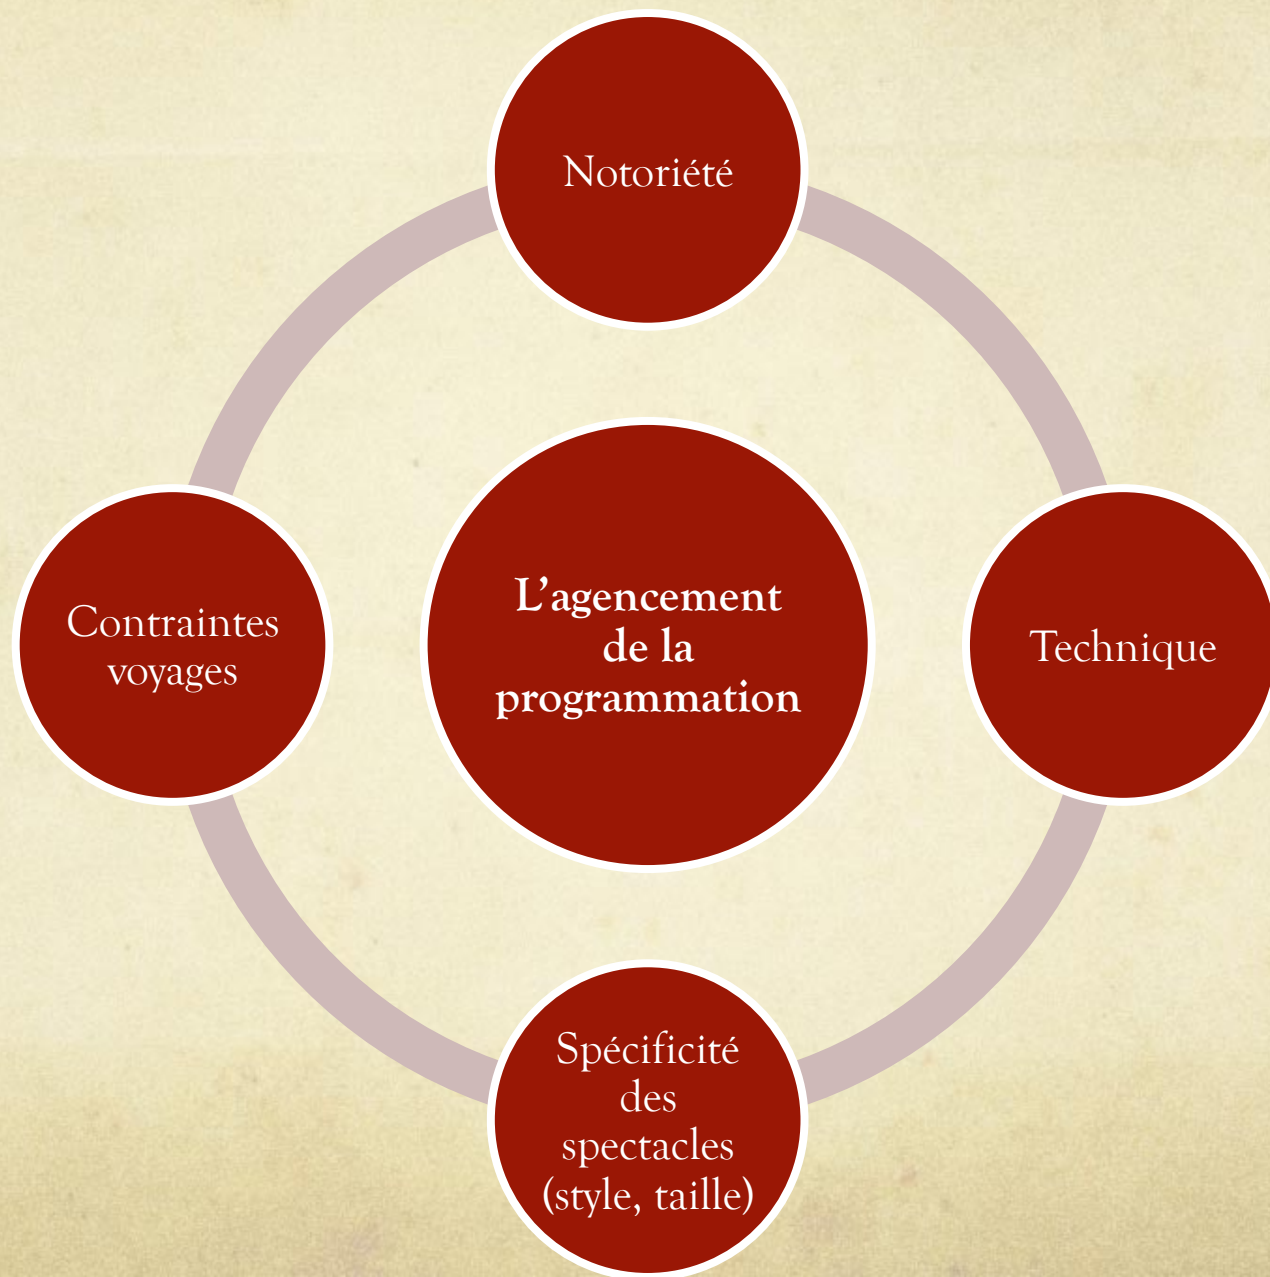 Notoriété
Contraintes
voyages
L’agencement
de la
programmation
Technique
Spécificité
des
spectacles
(style, taille)